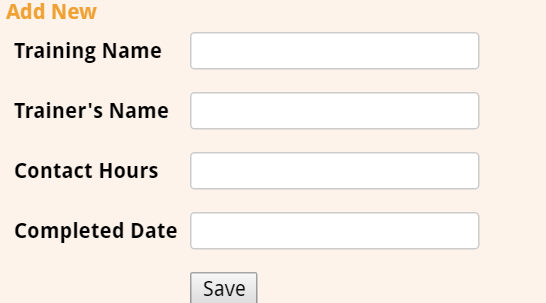 Add New
Training Name
Trainer's Name
Contact Hours
Completed Date
Save